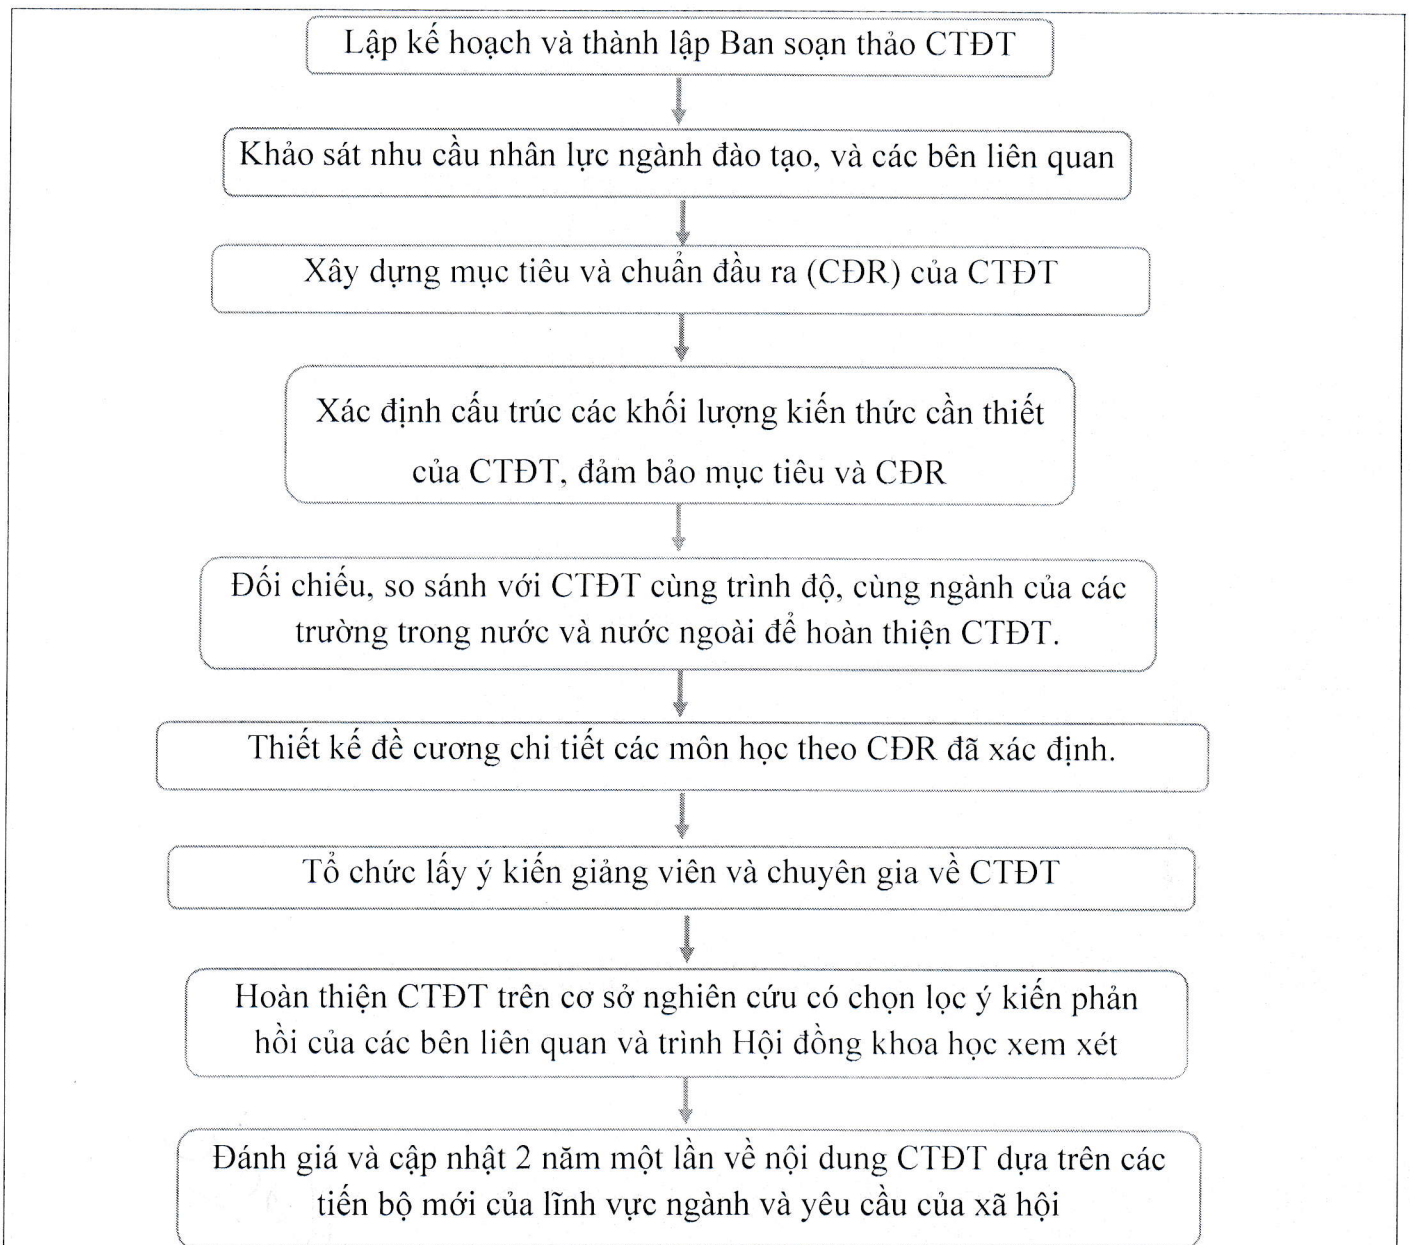 Lập kế hoạch và thành lập Ban soạn thảo CTĐT
Khảo sát nhu cầu nhân lực ngành đào tạo, và các bên liên quan
Xây dựng mục tiêu và chuẩn đầu ra (CĐR) của CTĐT
Xác định cấu trúc các khối lượng kiến thức cần thiết
của CTĐT, đảm bảo mục tiêu và CĐR
Đối chiếu, so sánh với CTĐT cùng trình độ, cùng ngành của các
trường trong nước và nước ngoài để hoàn thiện CTĐT.
Thiết kế đề cương chi tiết các môn học theo CĐR đã xác định.
Tổ chức lấy ý kiến giảng viên và chuyên gia về CTĐT
Hoàn thiện CTĐT trên cơ sở nghiên cứu có chọn lọc ý kiến phản
hồi của các bên liên quan và trình Hội đồng khoa học xem xét
Đánh giá và cập nhật 2 năm một lần về nội dung CTĐT dựa trên các
tiến bộ mới của lĩnh vực ngành và yêu cầu của xã hội